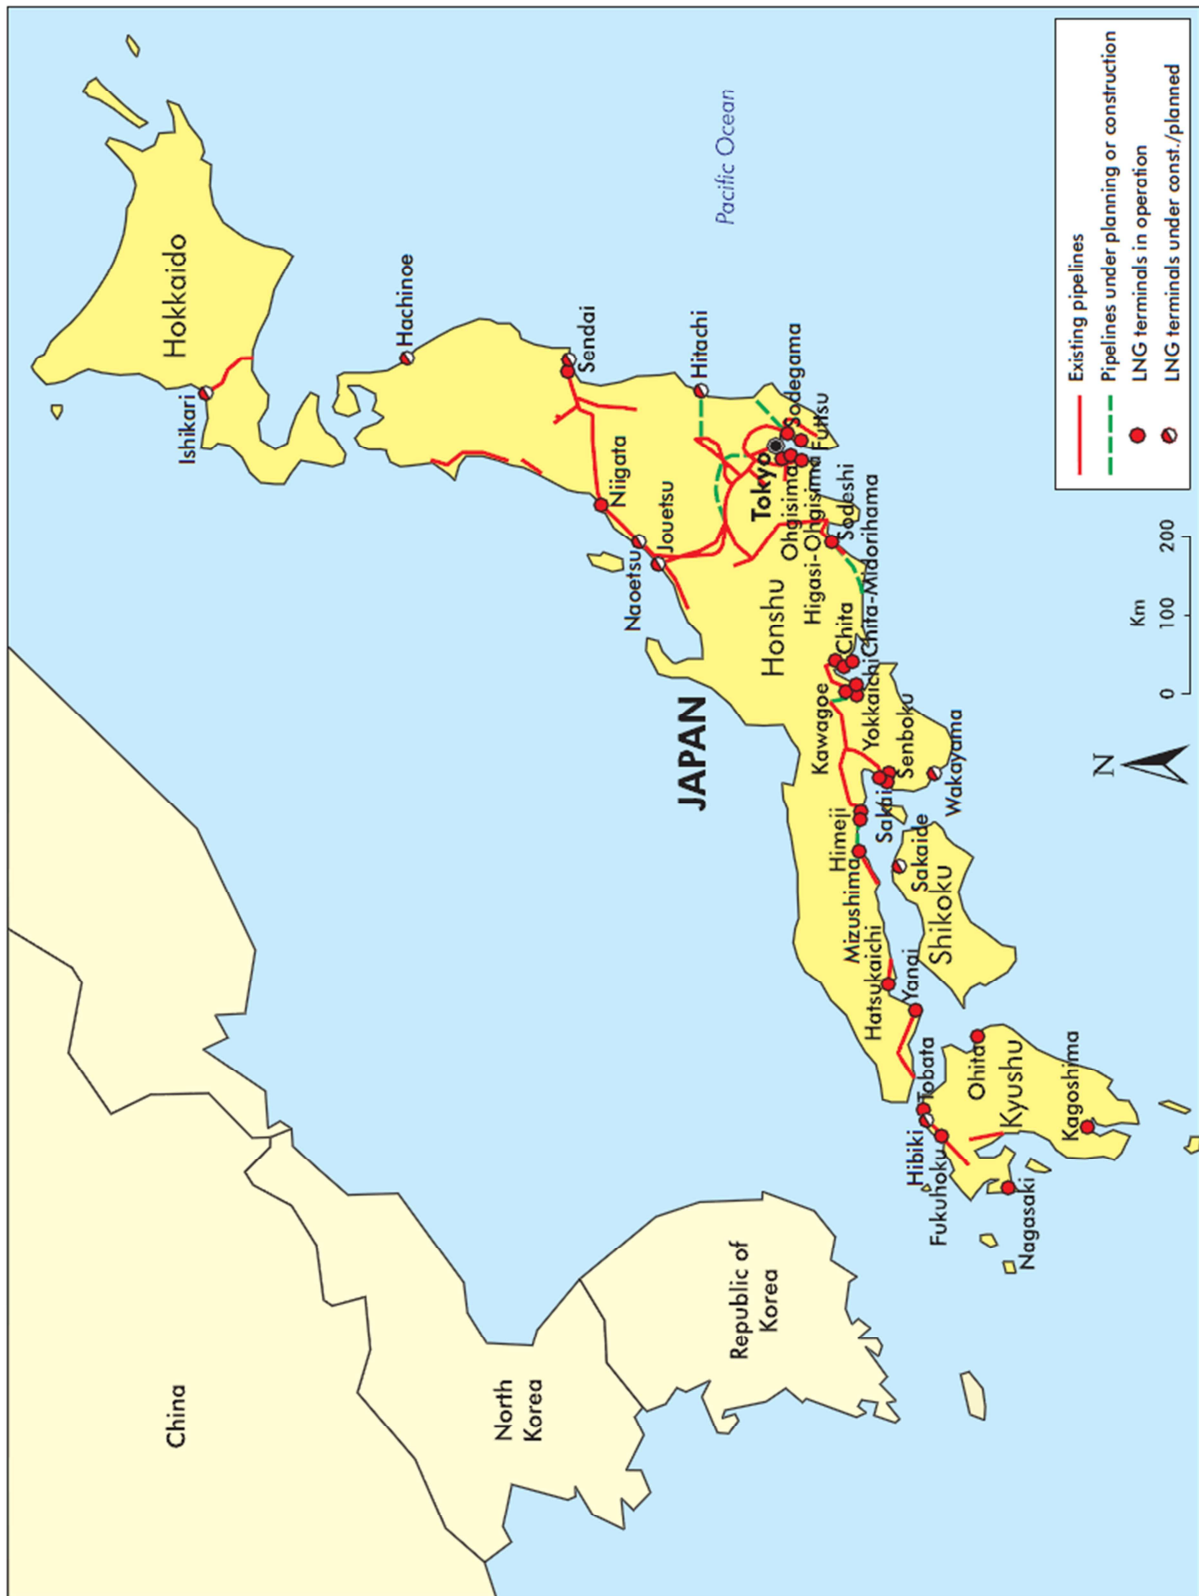 China
North
Korea
Republic of
Korea
JAPAN
Hokkaido
Ishikari
Hachinoe
Sendai
Niigata
Naoetsu
Jouetsu
Hitachi
Pacific Ocean
Tokyo
Sodegama
Futtsu
Ohgisima
Higasi-Ohgisima
Sodeshi
Honshu
Chita
Chita-Midorihama
Kawagoe
Yokkaichi
Senboku
Sakai
Wakayama
Himeji
Mizushima
Sakaide
Shikoku
Hatsukaichi
Yanai
Tobata
Hibiki
Fukuhoku
Ohita
Kyushu
Kagoshima
Nagasaki
N
Km
0 100 200
Existing pipelines
Pipelines under planning or construction
LNG terminals in operation
LNG terminals under const./planned